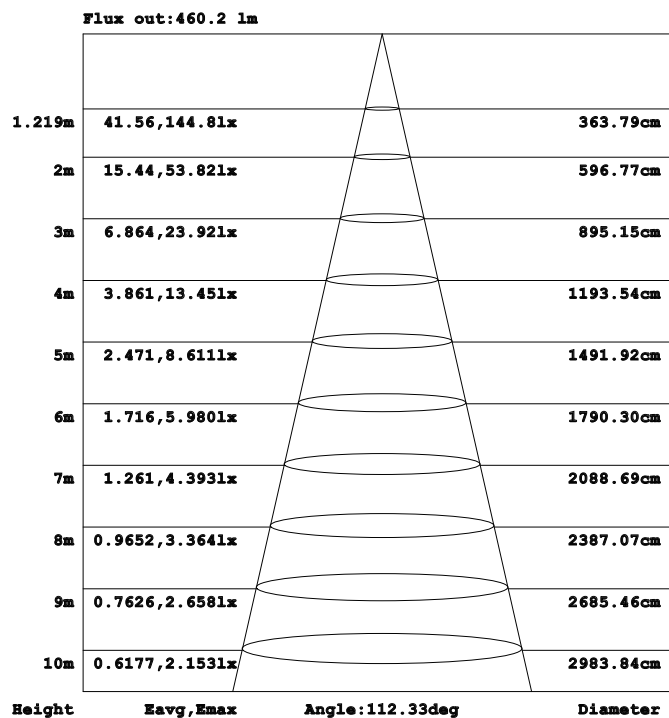 Flux out:460.2 lm
1.219m 41.56,144.8lx 363.79cm
2m 15.44,53.82lx 596.77cm
3m 6.864,23.92lx 895.15cm
4m 3.861,13.45lx 1193.54cm
5m 2.471,8.611lx 1491.92cm
6m 1.716,5.980lx 1790.30cm
7m 1.261,4.393lx 2088.69cm
8m 0.9652,3.364lx 2387.07cm
9m 0.7626,2.658lx 2685.46cm
10m 0.6177,2.153lx 2983.84cm
Height Eavg,Emax Angle:112.33deg Diameter